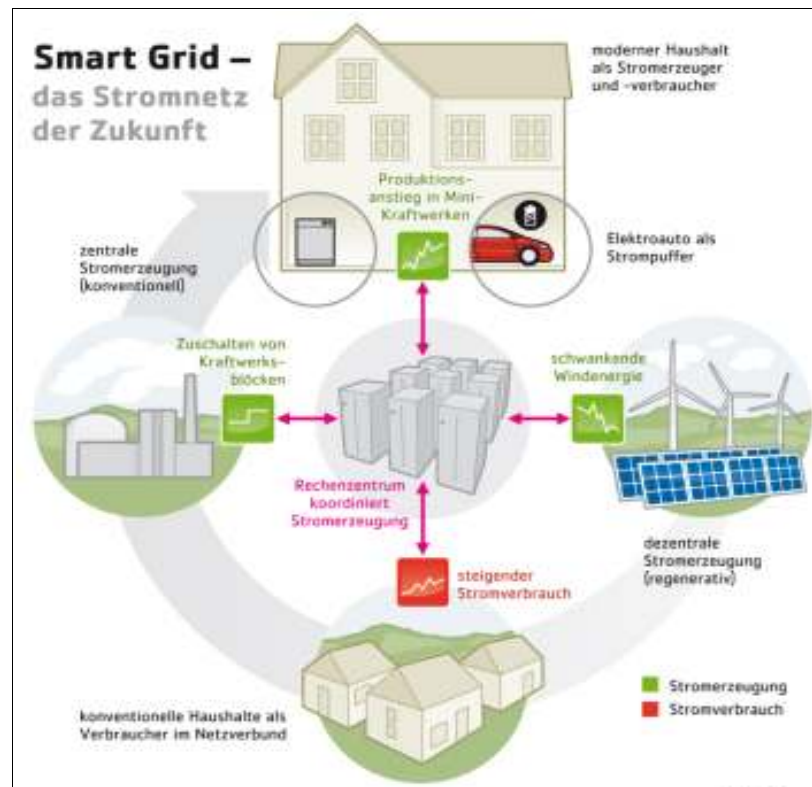 Smart Grid –
das Stromnetz
der Zukunft
moderner Haushalt
als Stromerzeuger
und -verbraucher
Produktions-
anstieg in Mini-
Kraftwerken
zentrale
Stromerzeugung
(konventionell)
Elektroauto als
Strompuffer
Zuschalten von
Kraftwerks-
blöcken
schwankende
Windenergie
Rechenzentrum
koordiniert
Stromerzeugung
dezentrale
Stromerzeugung
(regenerativ)
steigender
Stromverbrauch
konventionelle Haushalte als
Verbraucher im Netzverbund
Stromerzeugung
Stromverbrauch